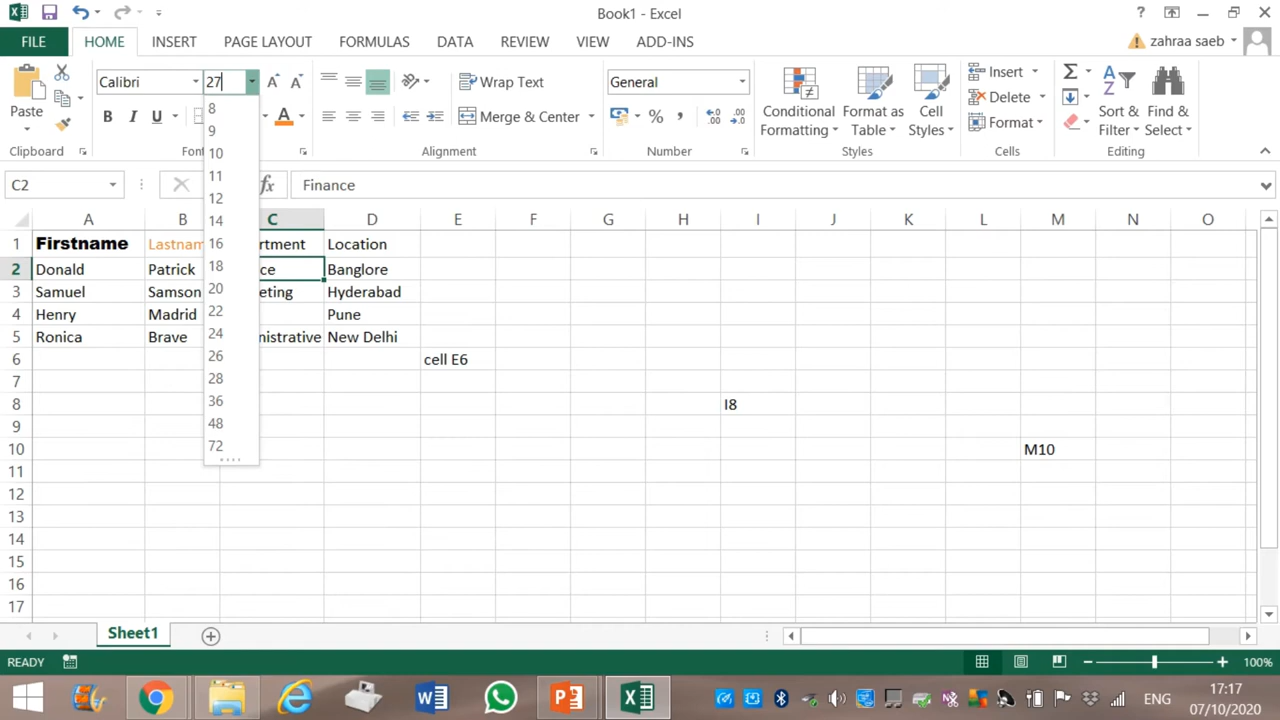 Book1 - Excel
?
FILE HOME INSERT PAGE LAYOUT FORMULAS DATA REVIEW VIEW ADD-INS zahraa saeb
Paste
Clipboard
Calibri 27
B I U A
Font
8
9
10
11
12
14
16
18
20
22
24
26
28
36
48
72
Wrap Text
Merge & Center
Alignment
General
% ,
Number
Conditional Formatting
Format as Table
Cell Styles
Styles
Insert
Delete
Format
Cells
Sort & Filter
Find & Select
Editing
C2 fx Finance
A B C D E F G H I J K L M N O
1 Firstname Lastnam rtment Location
2 Donald Patrick ce Banglore
3 Samuel Samson eting Hyderabad
4 Henry Madrid Pune
5 Ronica Brave nistrative New Delhi
6 cell E6
7
8 I8
9
10 M10
11
12
13
14
15
16
17
Sheet1
READY 100%
ENG 17:17
07/10/2020